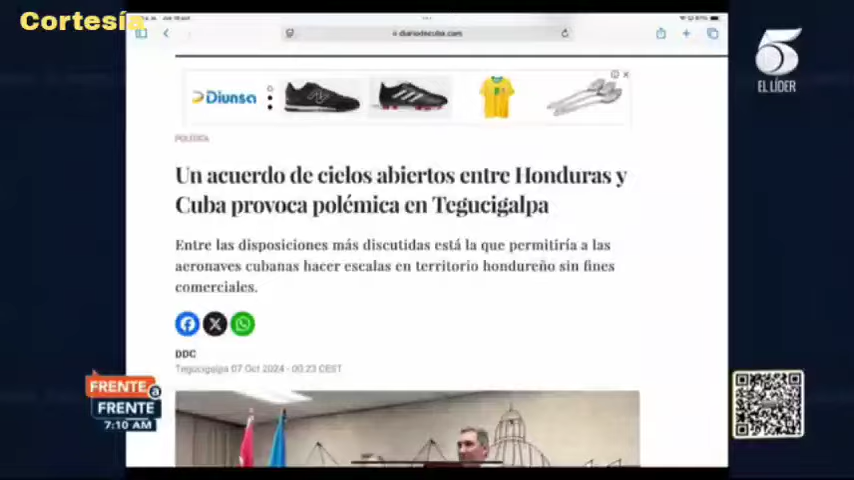 Cortesía
diariodecuba.com
5
EL LÍDER
Diunsa
POLÍTICA
Un acuerdo de cielos abiertos entre Honduras y
Cuba provoca polémica en Tegucigalpa
Entre las disposiciones más discutidas está la que permitiría a las
aeronaves cubanas hacer escalas en territorio hondureño sin fines
comerciales.
DDC
Tegucigalpa 07 Oct 2024 - 00:23 CEST
FRENTE a
FRENTE
7:10 AM